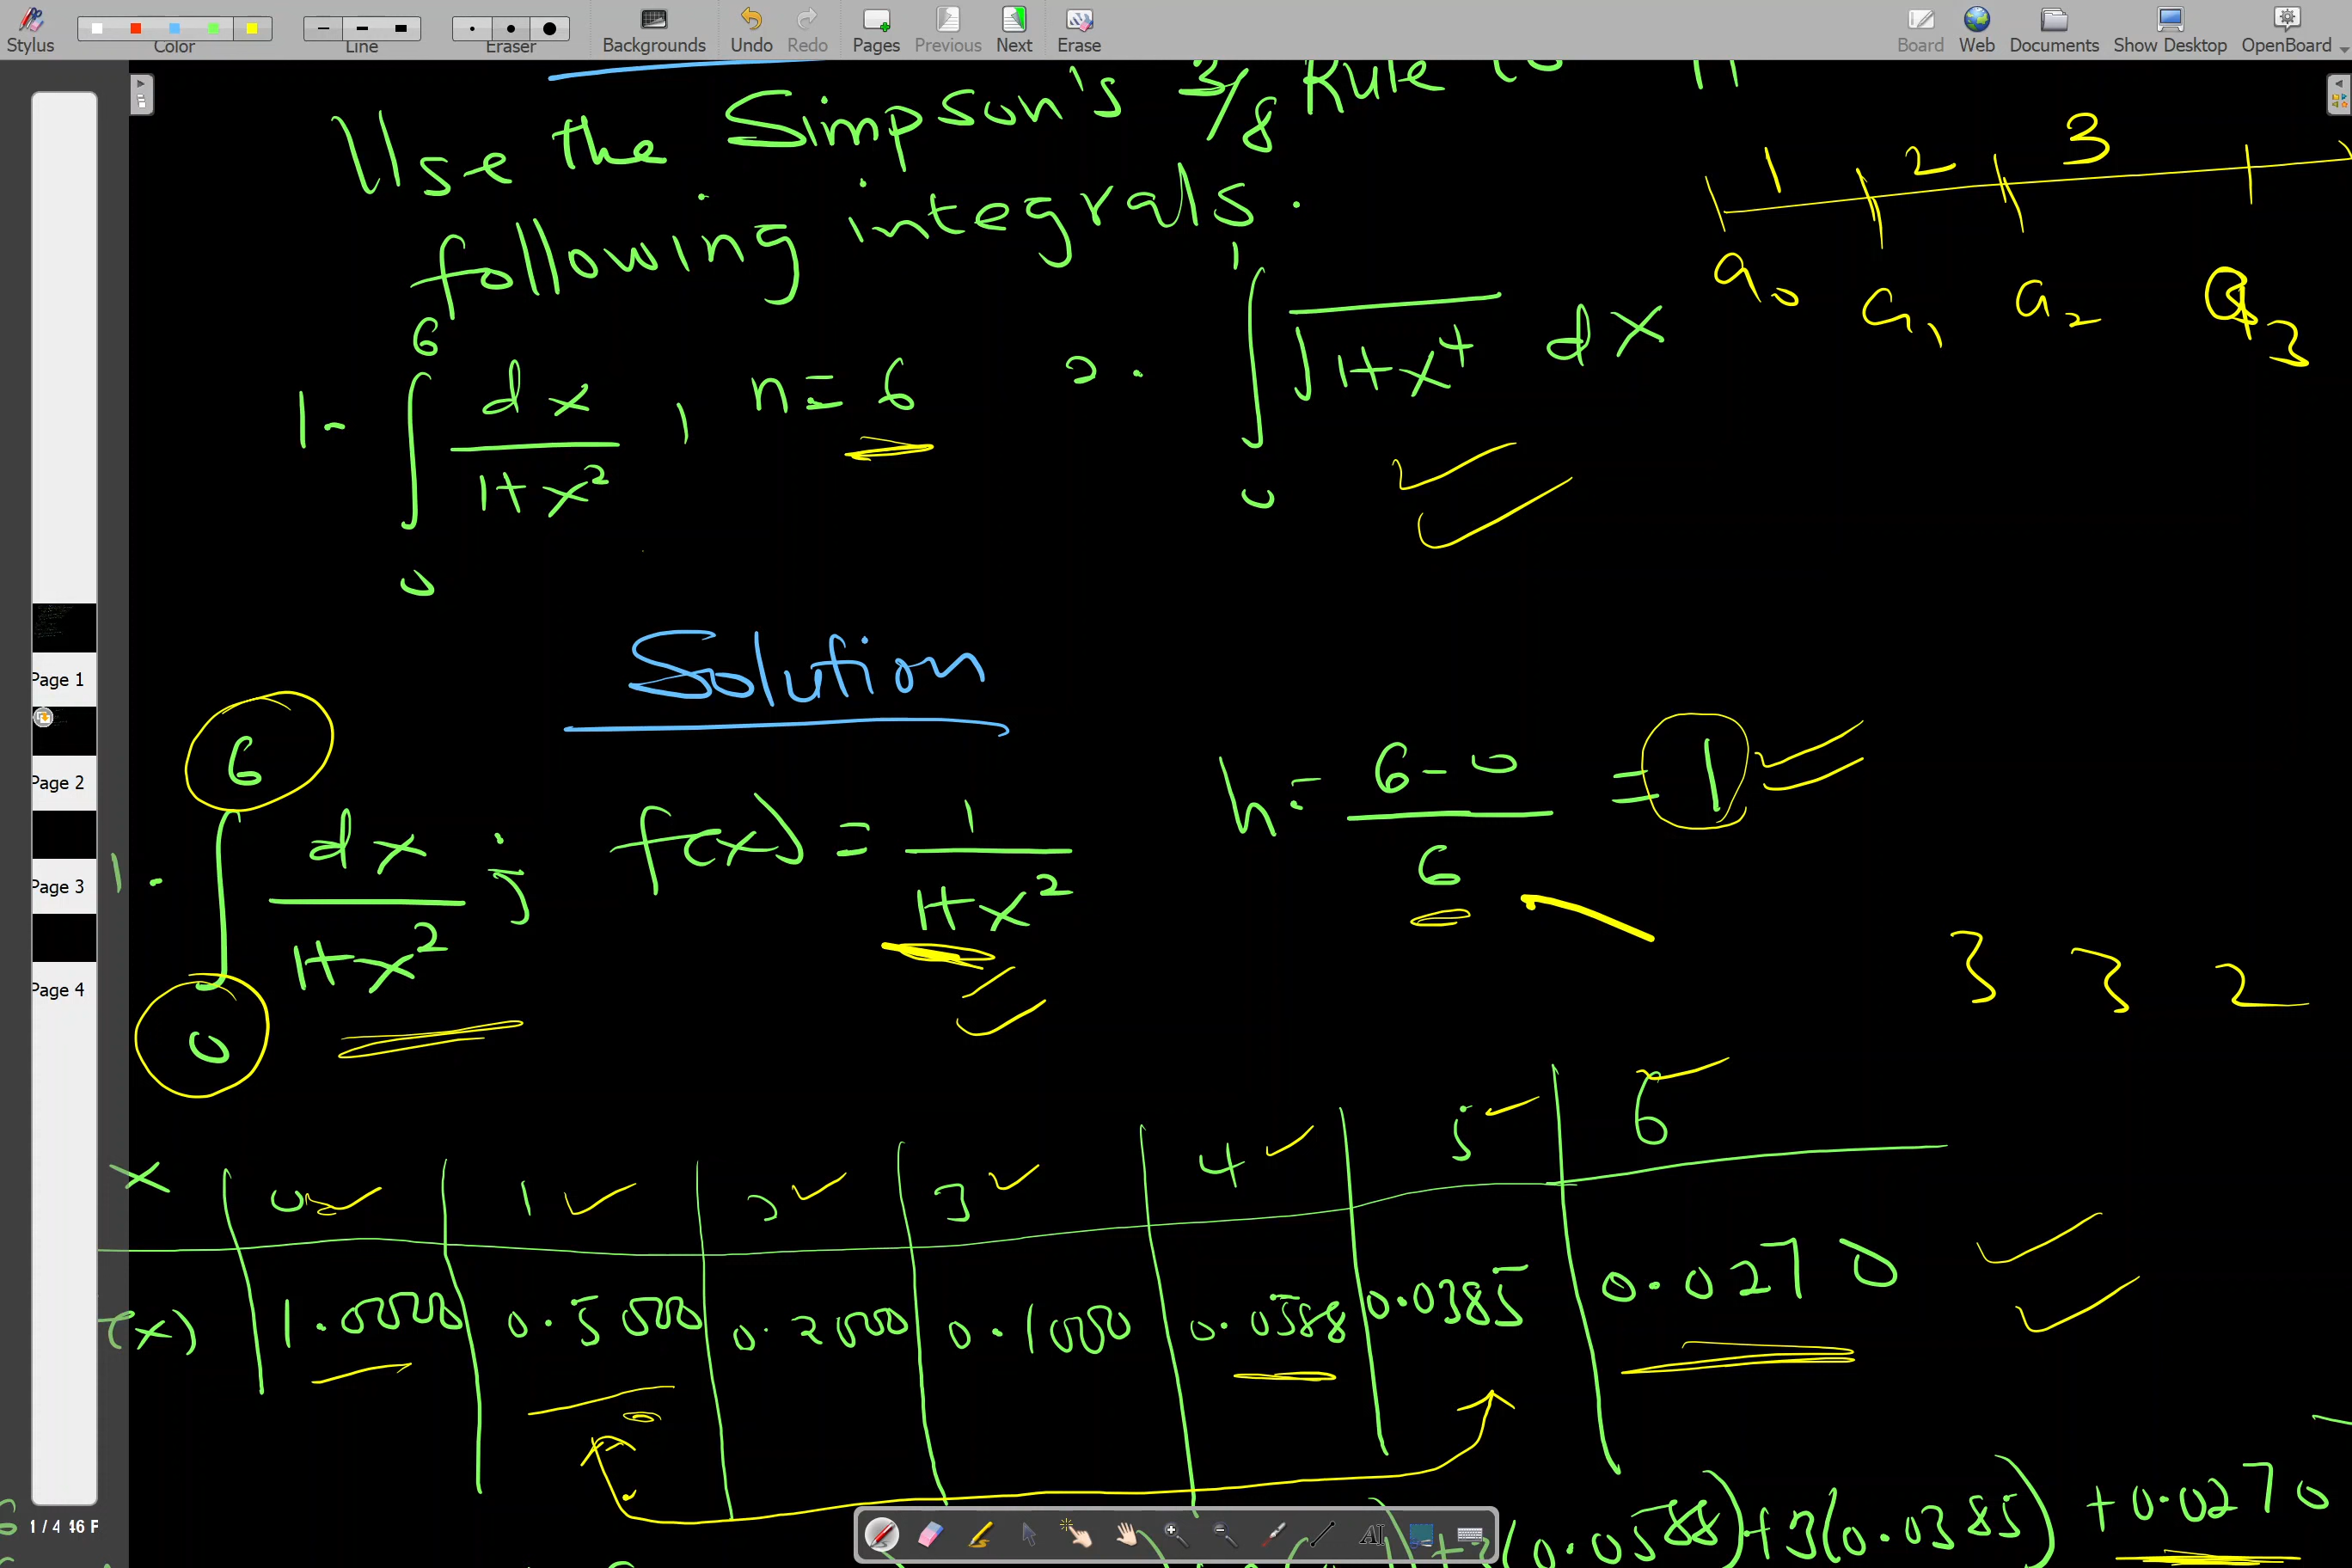 Stylus Color Line Eraser Backgrounds Undo Redo Pages Previous Next Erase Board Web Documents Show Desktop OpenBoard
Use the Simpson's 3/8 Rule
following integrals.
1 2 3
a0 a1 a2 a3
1. ∫₀⁶ dx/(1+x²), n = 6
2. ∫₀¹ √(1+x⁴) dx
Solution
1. ∫₀⁶ dx/(1+x²) ; f(x) = 1/(1+x²)
h = (6-0)/6 = 1
3 3 2
x 0 1 2 3 4 5 6
(x) 1.0000 0.5000 0.2000 0.1000 0.0588 0.0385 0.0270
(0.0588)+3(0.0385)+0.0270
Page 1
Page 2
Page 3
Page 4